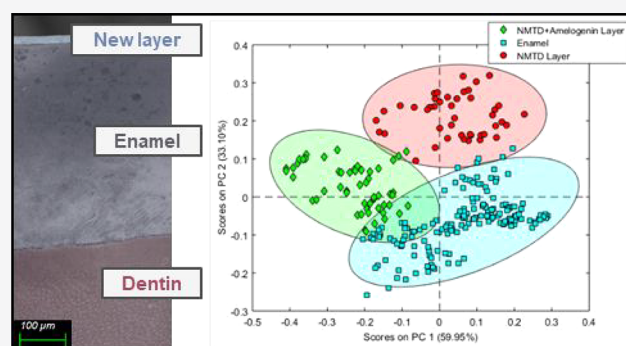 New layer
Enamel
Dentin
100 μm
NMTD+Amelogenin Layer
Enamel
NMTD Layer
0.4
0.3
0.2
0.1
0
-0.1
-0.2
-0.3
Scores on PC 2 (33.10%)
-0.5 -0.4 -0.3 -0.2 -0.1 0 0.1 0.2 0.3 0.4
Scores on PC 1 (59.95%)